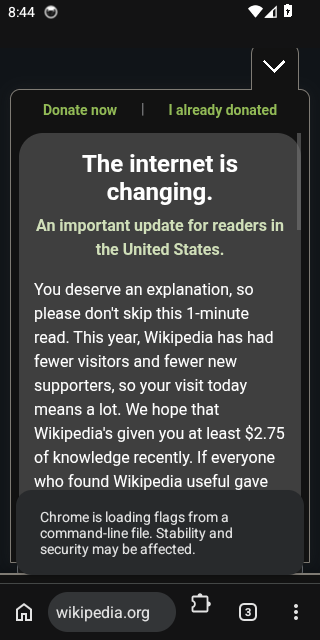 8:44
Donate now | I already donated
The internet is
changing.
An important update for readers in
the United States.
You deserve an explanation, so
please don't skip this 1-minute
read. This year, Wikipedia has had
fewer visitors and fewer new
supporters, so your visit today
means a lot. We hope that
Wikipedia's given you at least $2.75
of knowledge recently. If everyone
who found Wikipedia useful gave
Chrome is loading flags from a
command-line file. Stability and
security may be affected.
wikipedia.org
3